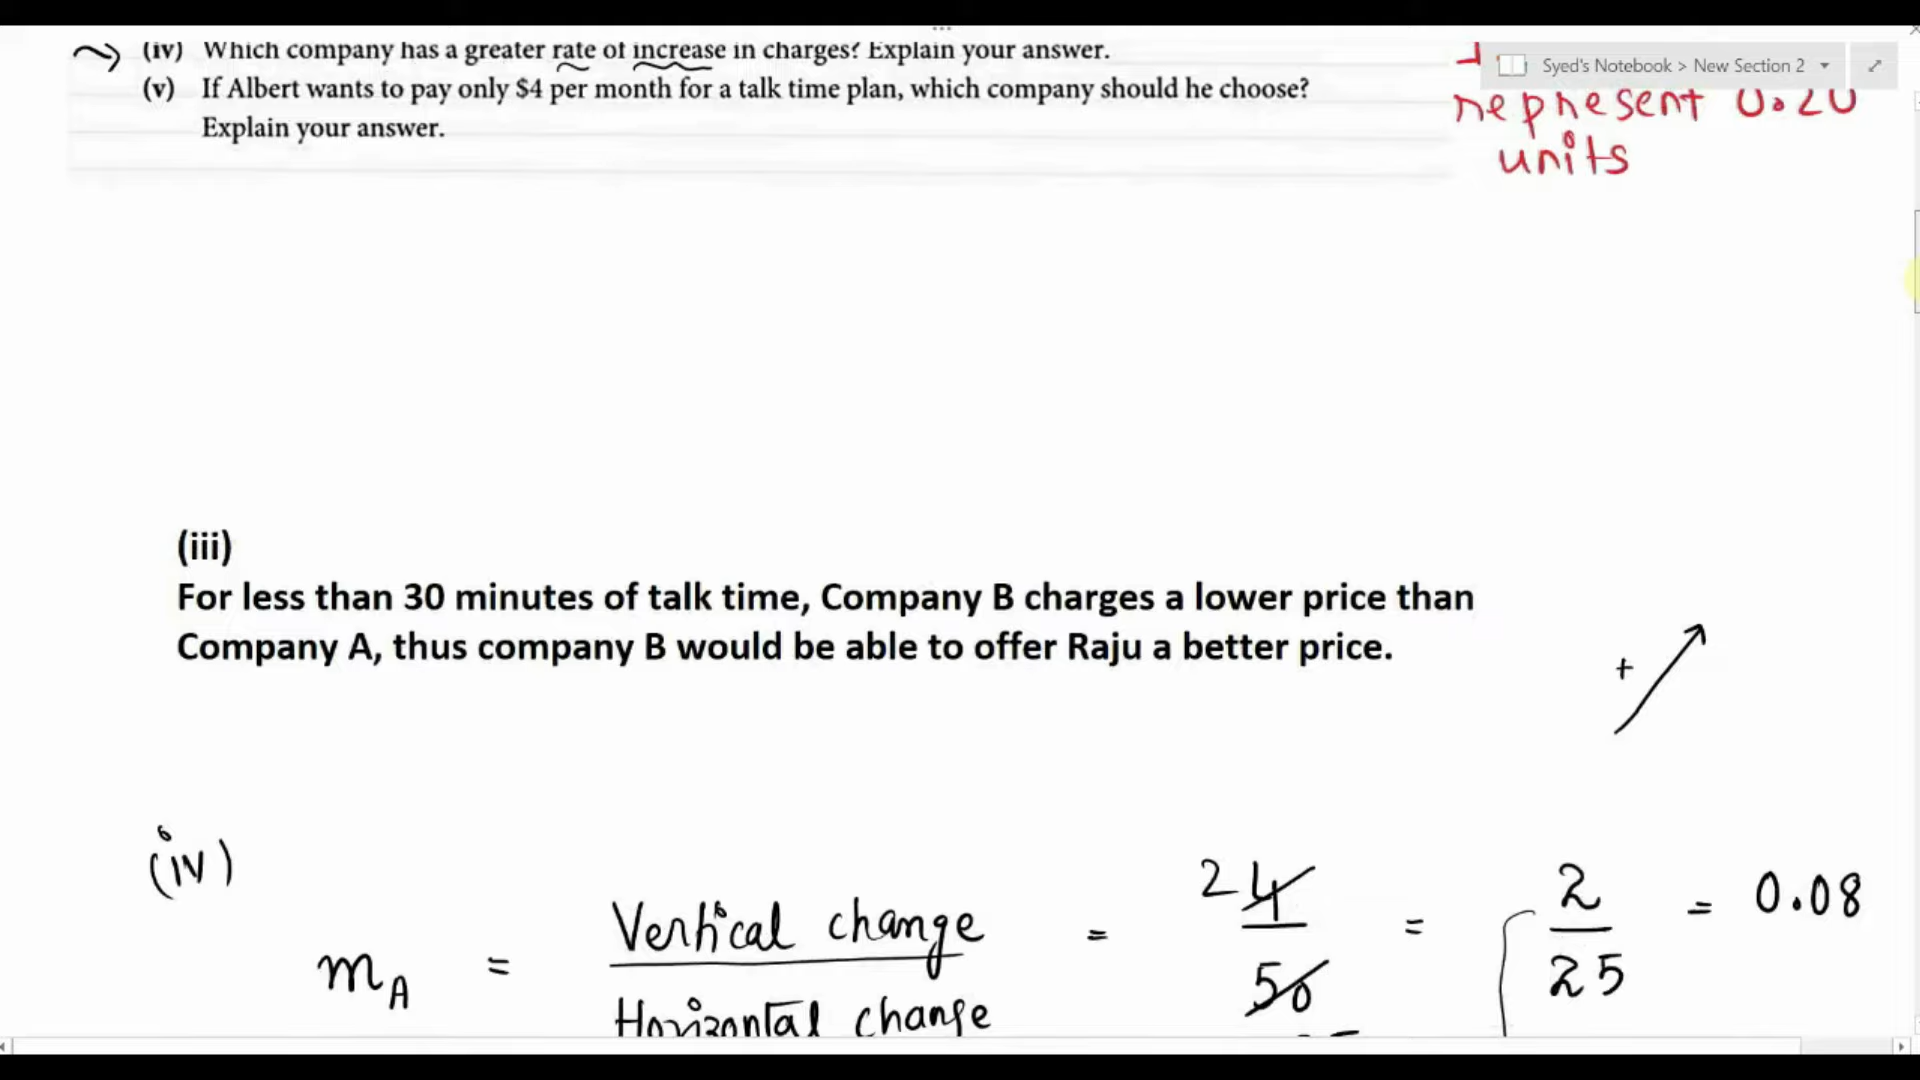 (iv) Which company has a greater rate of increase in charges? Explain your answer.
(v) If Albert wants to pay only $4 per month for a talk time plan, which company should he choose?
Explain your answer.
Syed's Notebook > New Section 2
represent 0.20
units
(iii)
For less than 30 minutes of talk time, Company B charges a lower price than
Company A, thus company B would be able to offer Raju a better price.
+
(iv)
m_A = Vertical change / Horizontal change = 4/50 = 2/25 = 0.08
2